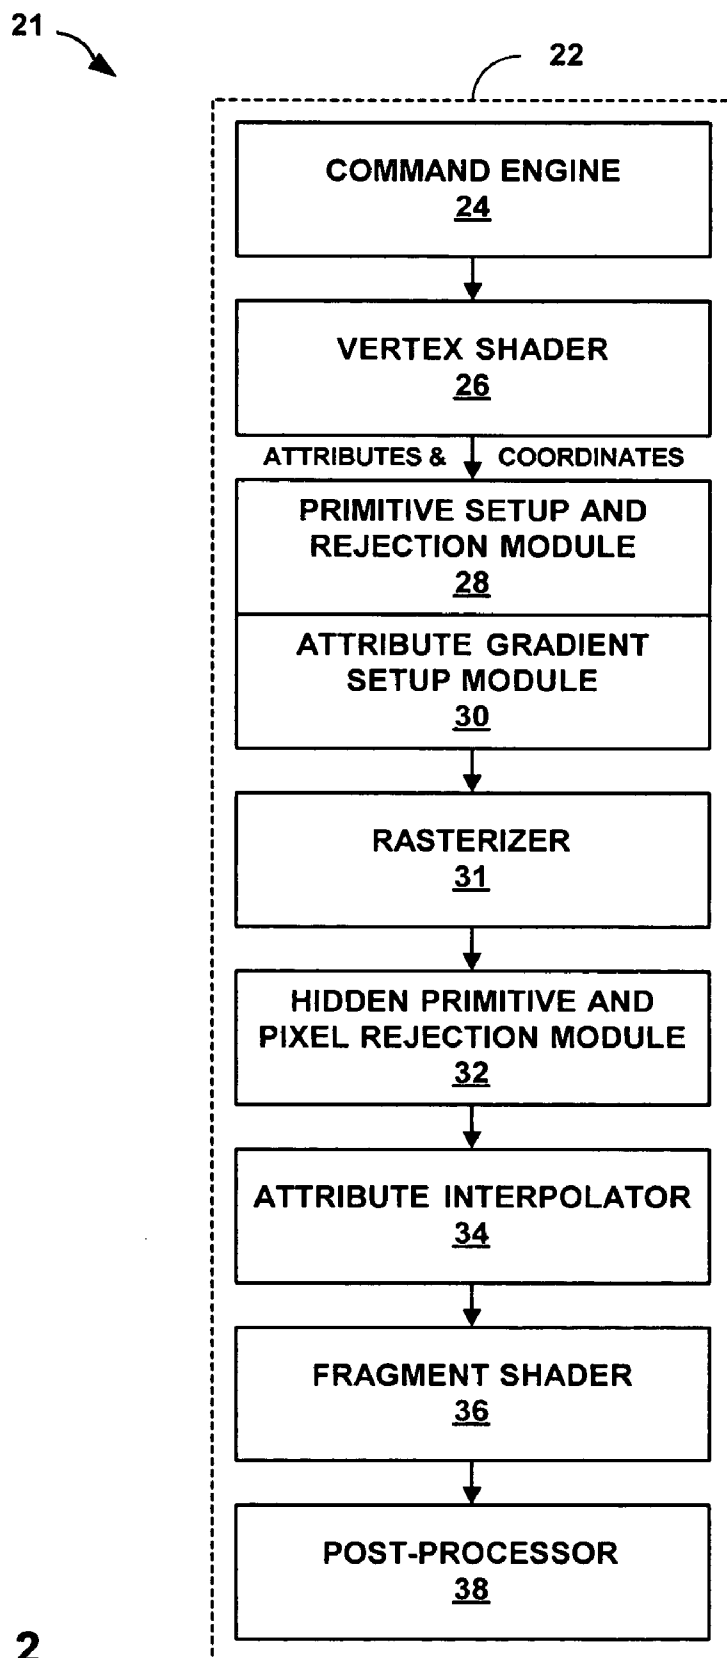 21
22
COMMAND ENGINE
24
VERTEX SHADER
26
ATTRIBUTES & COORDINATES
PRIMITIVE SETUP AND
REJECTION MODULE
28
ATTRIBUTE GRADIENT
SETUP MODULE
30
RASTERIZER
31
HIDDEN PRIMITIVE AND
PIXEL REJECTION MODULE
32
ATTRIBUTE INTERPOLATOR
34
FRAGMENT SHADER
36
POST-PROCESSOR
38
2